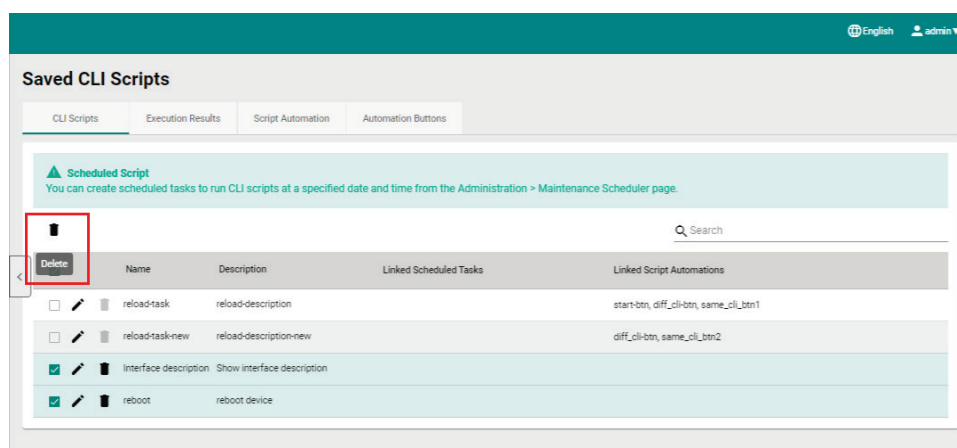 English admin
Saved CLI Scripts
CLI Scripts Execution Results Script Automation Automation Buttons
Scheduled Script
You can create scheduled tasks to run CLI scripts at a specified date and time from the Administration > Maintenance Scheduler page.
Search
Delete
Name Description Linked Scheduled Tasks Linked Script Automations
reload-task reload-description start-btn, diff_cli-btn, same_cli_btn1
reload-task-new reload-description-new diff_cli-btn, same_cli_btn2
Interface description Show interface description
reboot reboot device